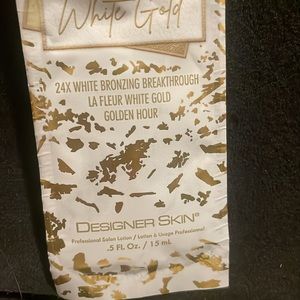 White Gold
24X WHITE BRONZING BREAKTHROUGH
LA FLEUR WHITE GOLD
GOLDEN HOUR
DESIGNER SKIN®
Professional Salon Lotion / Lotion à Usage Professionnel
.5 Fl. Oz. / 15 mL